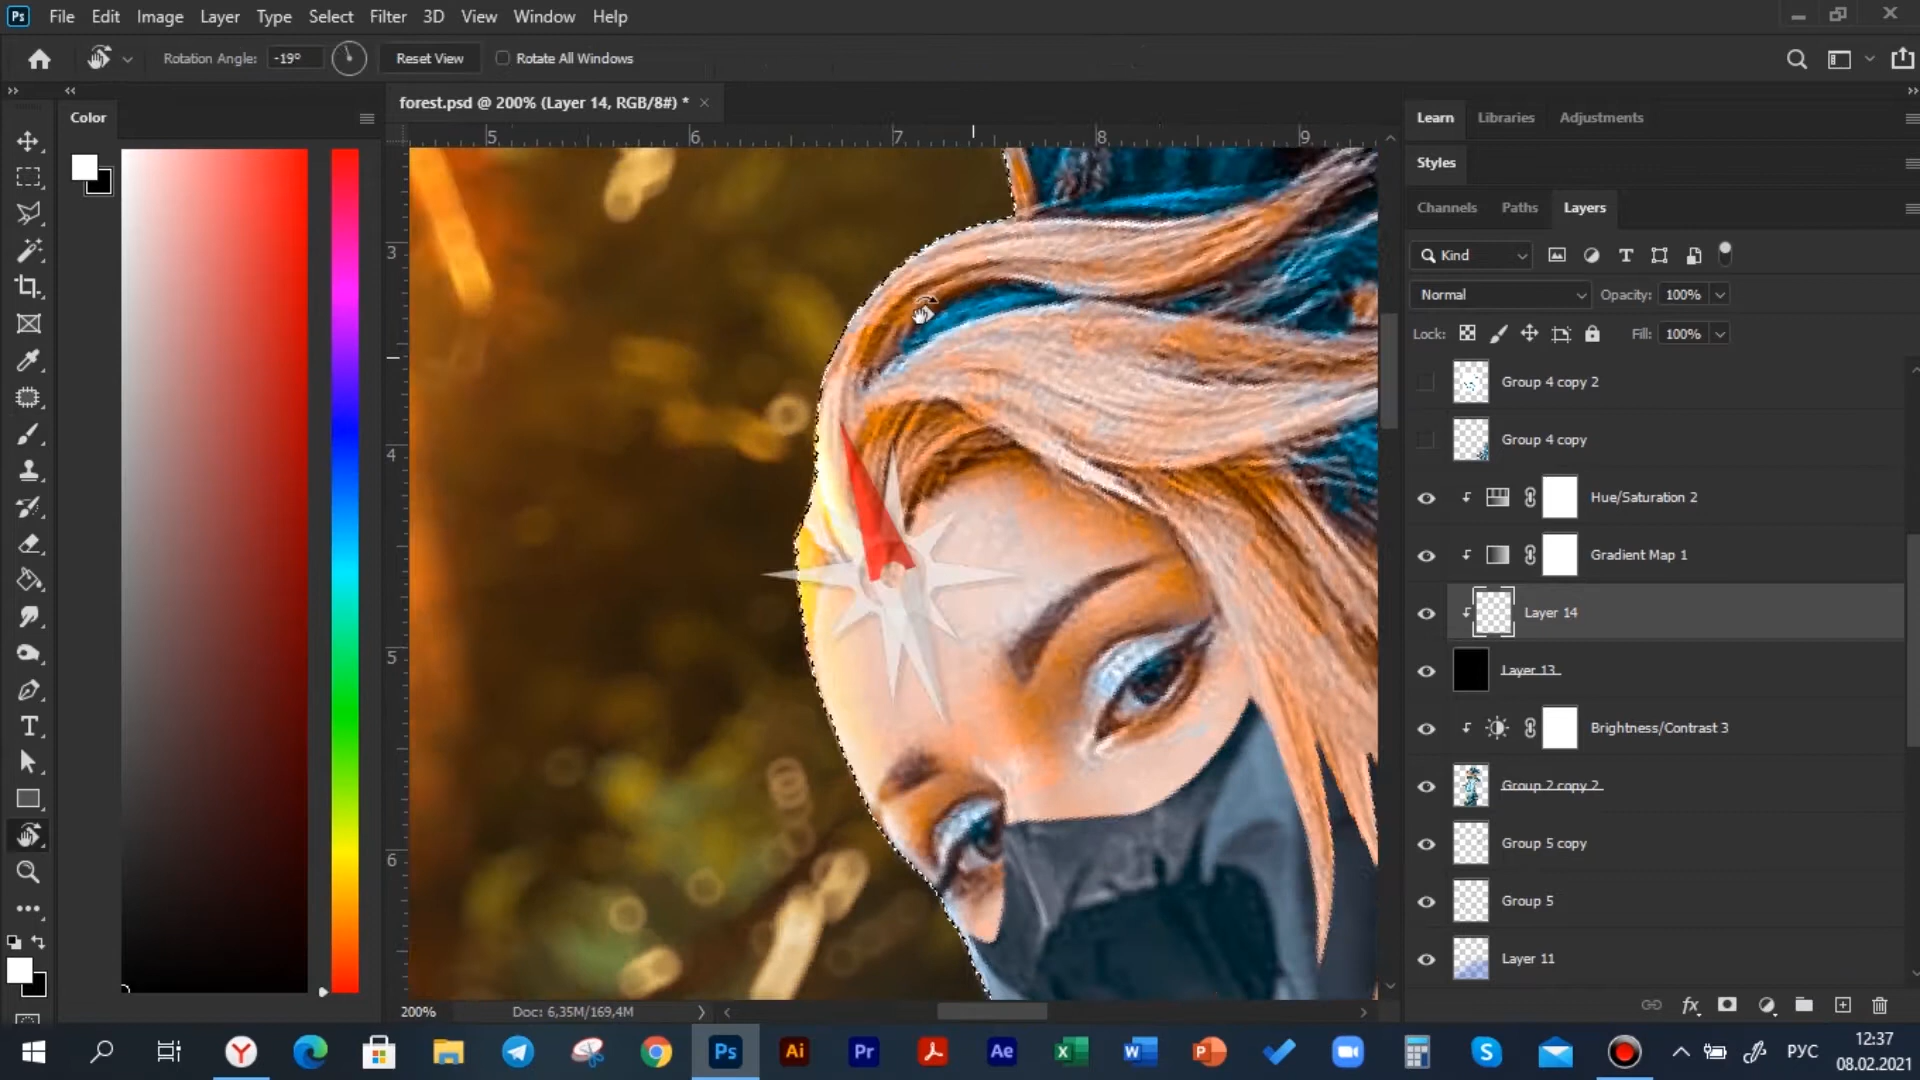 Ps File Edit Image Layer Type Select Filter 3D View Window Help
Rotation Angle: -19° Reset View Rotate All Windows
Color
forest.psd @ 200% (Layer 14, RGB/8#) * ×
5 6 7 8 9
3
4
5
6
Learn Libraries Adjustments
Styles
Channels Paths Layers
Kind
Normal Opacity: 100%
Lock: Fill: 100%
Group 4 copy 2
Group 4 copy
Hue/Saturation 2
Gradient Map 1
Layer 14
Layer 13
Brightness/Contrast 3
Group 2 copy 2
Group 5 copy
Group 5
Layer 11
fx
200% Doc: 6,35M/169,4M
Ps Ai Pr Ae РУС 12:37
08.02.2021